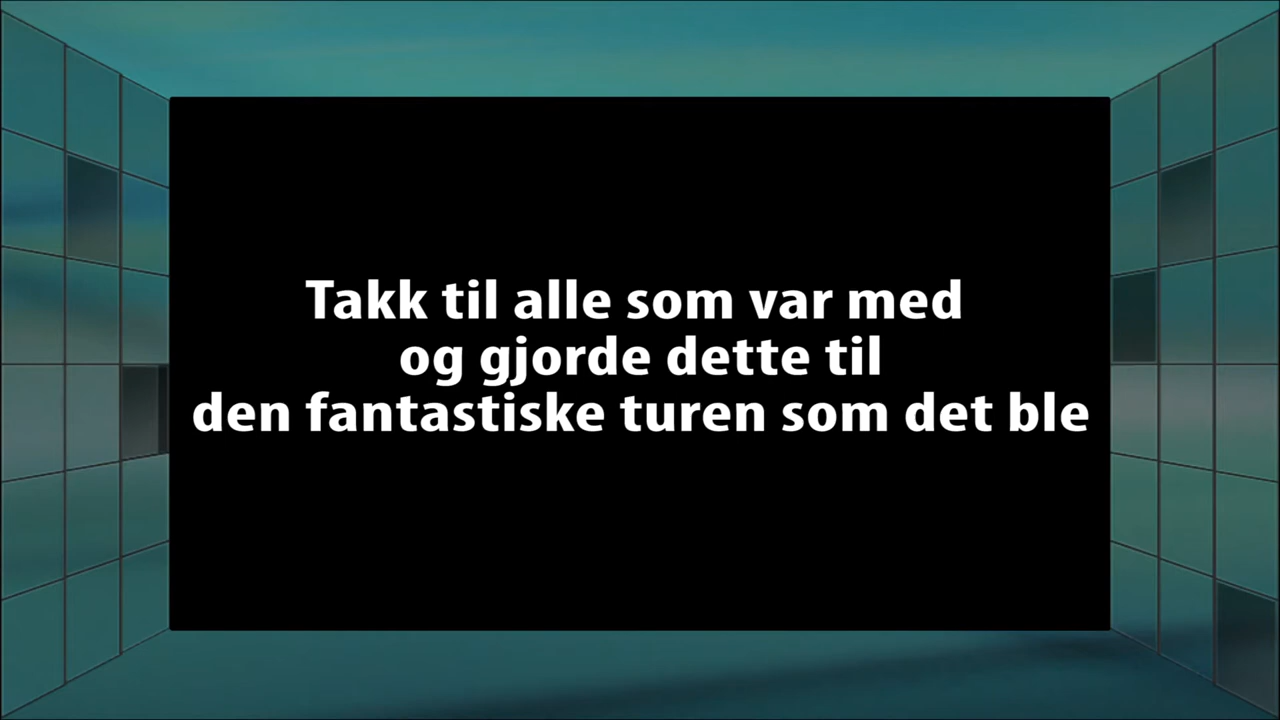 Takk til alle som var med
og gjorde dette til
den fantastiske turen som det ble